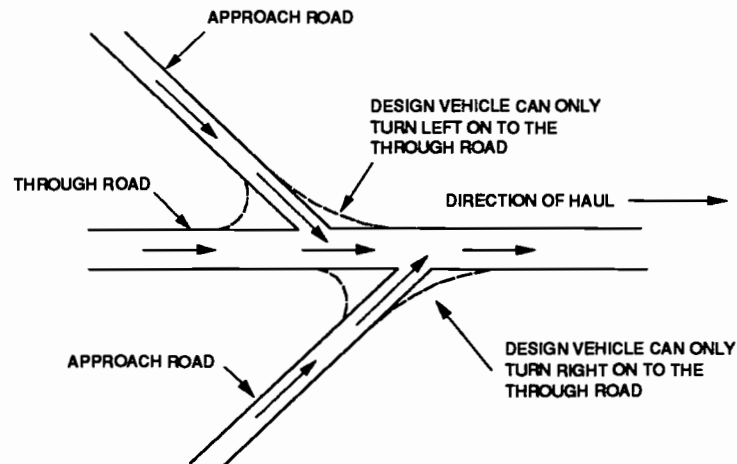 APPROACH ROAD
DESIGN VEHICLE CAN ONLY
TURN LEFT ON TO THE
THROUGH ROAD
THROUGH ROAD
DIRECTION OF HAUL
APPROACH ROAD
DESIGN VEHICLE CAN ONLY
TURN RIGHT ON TO THE
THROUGH ROAD